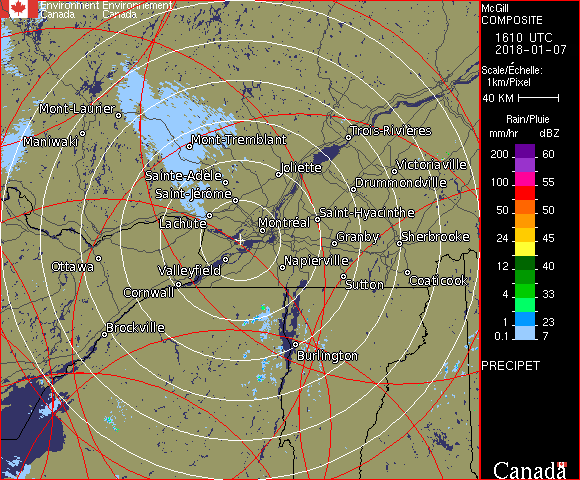 Environment Environnement
Canada Canada
McGill
COMPOSITE
1610 UTC
2018-01-07
Scale/Échelle:
1km/Pixel
40 KM
Rain/Pluie
mm/hr dBZ
200 60
150 57
100 55
50 50
24 45
12 40
4 33
1 23
0.1 7
PRECIPET
Canada
Mont-Laurier
Maniwaki
Mont-Tremblant
Trois-Rivières
Joliette
Victoriaville
Sainte-Adèle
Drummondville
Saint-Jérôme
Lachute
Montréal
Saint-Hyacinthe
Granby
Sherbrooke
Ottawa
Valleyfield
Napierville
Cornwall
Sutton
Coaticook
Brockville
Burlington